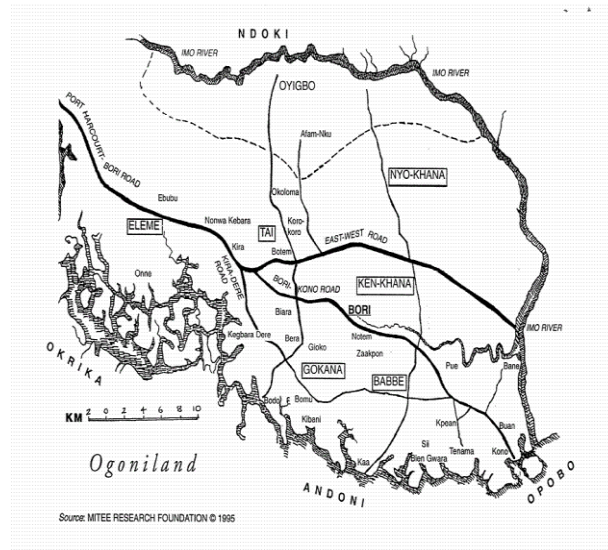 NDOKI
IMO RIVER
IMO RIVER
OYIGBO
PORT HARCOURT-
BORI ROAD
Afam-Nku
NYO-KHANA
Okoloma
Ebubu
ELEME
Nonwa Kebara
TAI
Koro-
koro
EAST-WEST ROAD
Kira
Botem
Onne
KIRA-DERE
ROAD
BORI-
KONO ROAD
KEN-KHANA
BORI
Biara
IMO RIVER
Kegbara Dere
Bera
Notem
Gioko
Zaakpon
OKRIKA
GOKANA
BABBE
Pue
Bane
KM 2 0 2 4 6 8 10
Bodo
Bomu
Kibani
Kpean
Buan
Sii
Ogoniland
Kaa
Bien Gwara
Tenama
Kono
ANDONI
OPOBO
Source: MITEE RESEARCH FOUNDATION © 1995